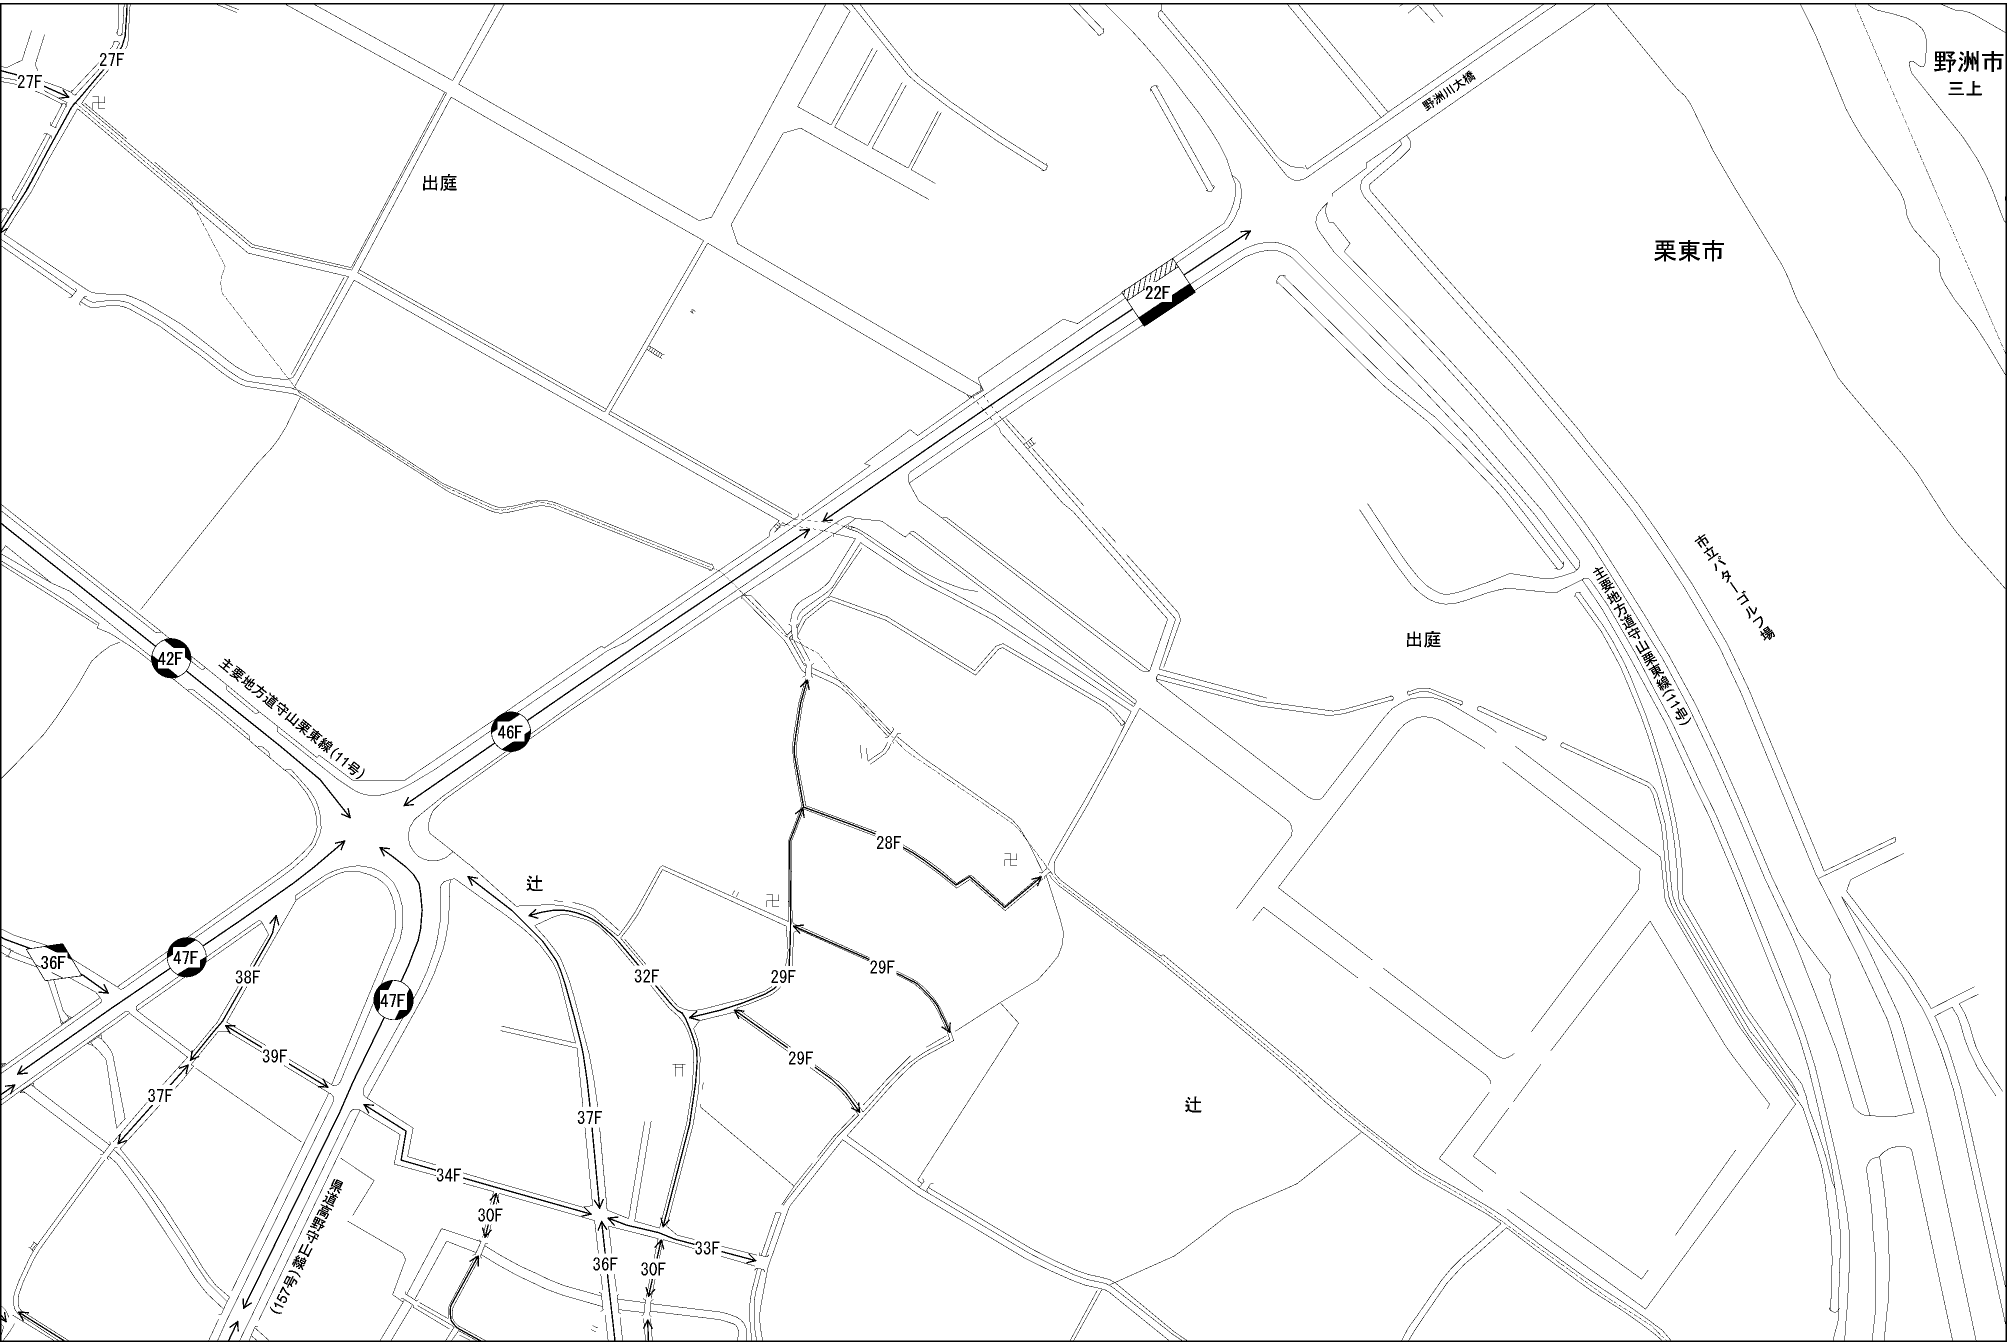 27F
27F
野洲市
三上
野洲川大橋
出庭
栗東市
22F
市立パターゴルフ場
主要地方道守山栗東線(11号)
出庭
42F
主要地方道守山栗東線(11号)
46F
28F
辻
36F
47F
38F
32F
29F
29F
47F
39F
29F
37F
37F
辻
34F
県道高野守山線(157号)
30F
33F
36F
30F